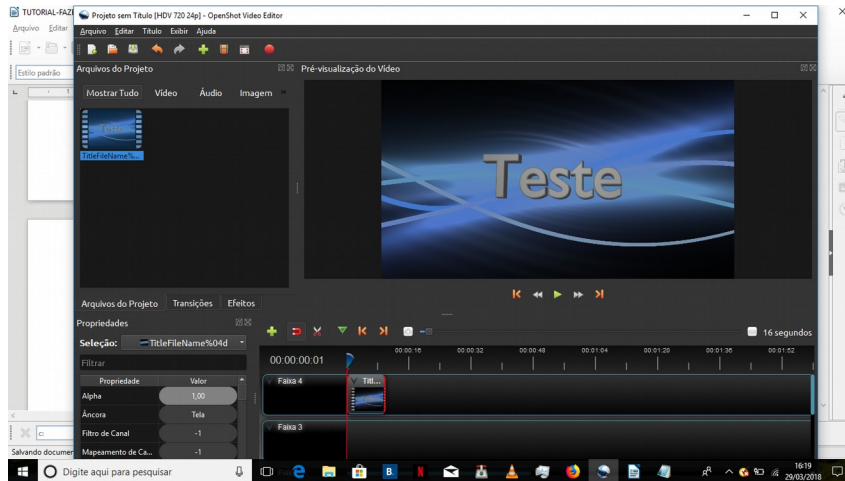 TUTORIAL-FAZE
Projeto sem Título [HDV 720 24p] - OpenShot Video Editor
Arquivo Editar
Arquivo Editar Título Exibir Ajuda
Estilo padrão
Arquivos do Projeto
Pré-visualização do Vídeo
Mostrar Tudo Vídeo Áudio Imagem
Teste
TitleFileName%...
Teste
Arquivos do Projeto Transições Efeitos
Propriedades
Seleção: TitleFileName%04d
16 segundos
Filtrar
00:00:00:01
00:00:16 00:00:32 00:00:48 00:01:04 00:01:20 00:01:36 00:01:52
Propriedade Valor
Alpha 1,00
Âncora Tela
Filtro de Canal -1
Mapeamento de Ca... -1
Faixa 4
Titl...
Faixa 3
Salvando documen
Digite aqui para pesquisar
16:19
29/03/2018